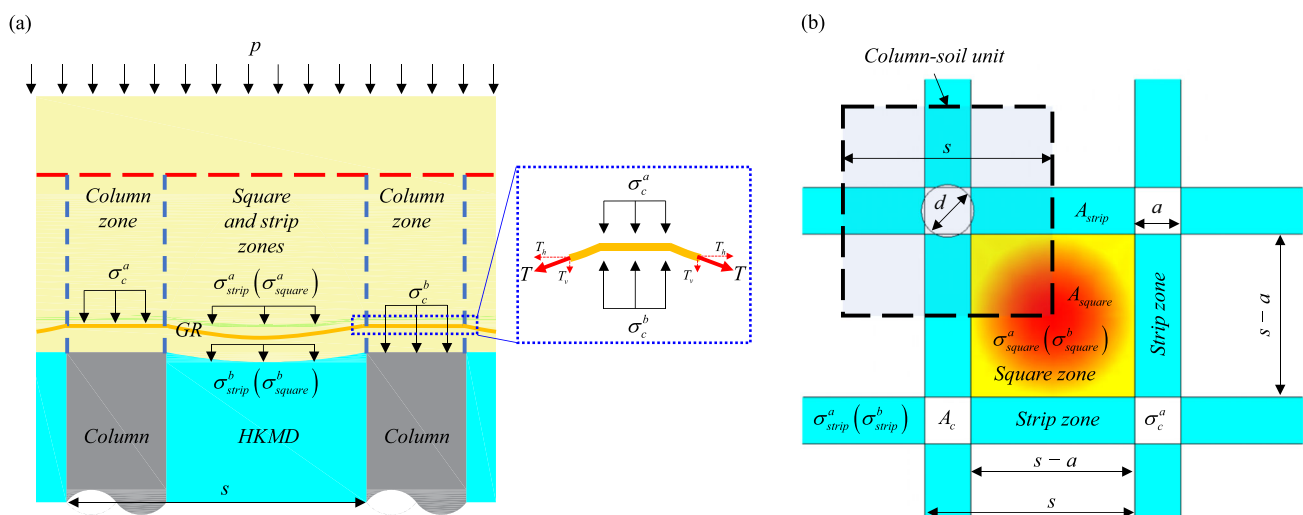 (a)
p
Column
zone
Square
and strip
zones
Column
zone
σ_c^a
σ_strip^a (σ_square^a)
σ_c^b
GR
σ_strip^b (σ_square^b)
Column
HKMD
Column
s
σ_c^a
T_h
T_h
T
T_v
T_v
T
σ_c^b
(b)
Column-soil unit
s
d
A_strip
a
A_square
σ_square^a (σ_square^b)
Square zone
Strip zone
s − a
σ_strip^a (σ_strip^b)
A_c
Strip zone
σ_c^a
s − a
s